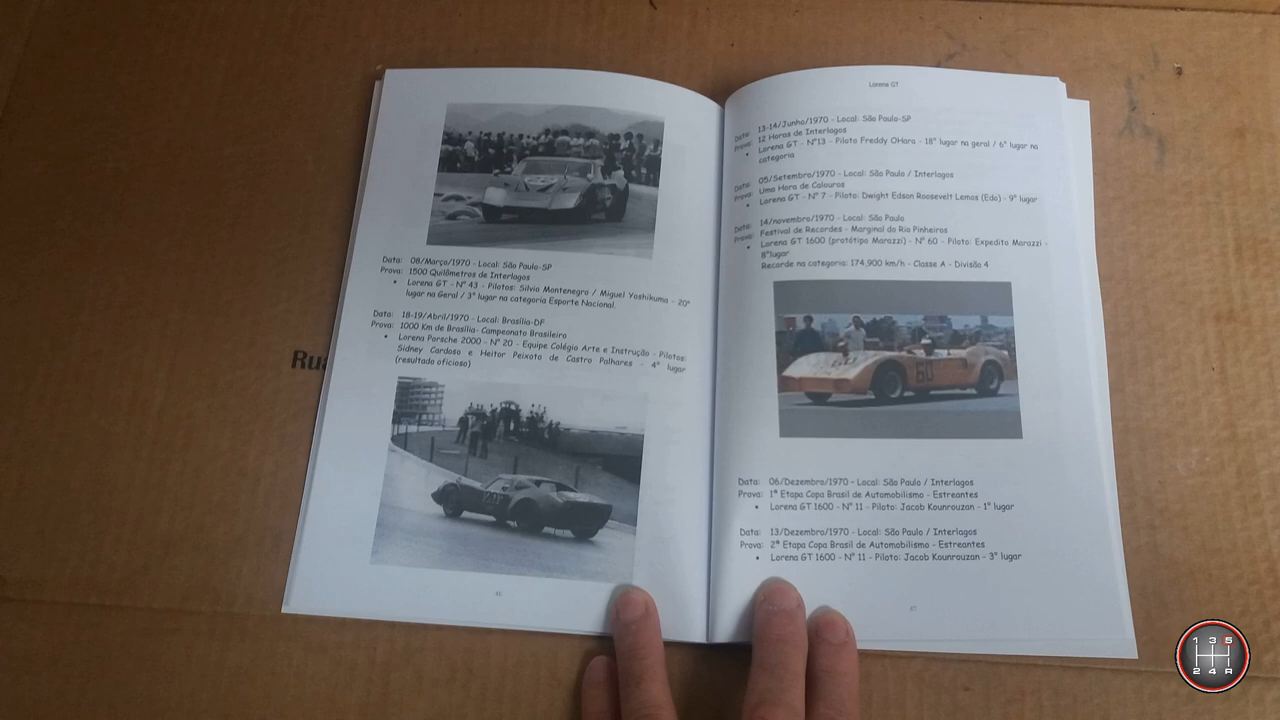 Data: 08/Março/1970 - Local: São Paulo-SP
Prova: 1500 Quilômetros de Interlagos
• Lorena GT - Nº 43 - Pilotos: Silvio Montenegro / Miguel Yoshikuma - 20º
lugar na Geral / 3º lugar na categoria Esporte Nacional.
Data: 18-19/Abril/1970 - Local: Brasília-DF
Prova: 1000 Km de Brasília- Campeonato Brasileiro
• Lorena Porsche 2000 - Nº 20 - Equipe Colégio Arte e Instrução - Pilotos:
Sidney Cardoso e Heitor Peixoto de Castro Palhares - 4º lugar
(resultado oficioso)
46
Rua
Lorena GT
Data: 13-14/Junho/1970 - Local: São Paulo-SP
Prova: 12 Horas de Interlagos
• Lorena GT - Nº13 - Piloto Freddy OHara - 18º lugar na geral / 6º lugar na
categoria
Data: 05/Setembro/1970 - Local: São Paulo / Interlagos
Prova: Uma Hora de Calouros
• Lorena GT - Nº 7 - Piloto: Dwight Edson Roosevelt Lemos (Edo) - 9º lugar
Data: 14/novembro/1970 - Local: São Paulo
Prova: Festival de Recordes - Marginal do Rio Pinheiros
• Lorena GT 1600 (protótipo Marazzi) - Nº 60 - Piloto: Expedito Marazzi -
8ºlugar
Recorde na categoria: 174,900 km/h - Classe A - Divisão 4
60
Data: 06/Dezembro/1970 - Local: São Paulo / Interlagos
Prova: 1ª Etapa Copa Brasil de Automobilismo - Estreantes
• Lorena GT 1600 - Nº 11 - Piloto: Jacob Kounrouzan - 1º lugar
Data: 13/Dezembro/1970 - Local: São Paulo / Interlagos
Prova: 2ª Etapa Copa Brasil de Automobilismo - Estreantes
• Lorena GT 1600 - Nº 11 - Piloto: Jacob Kounrouzan - 3º lugar
47
1 3 5
2 4 R